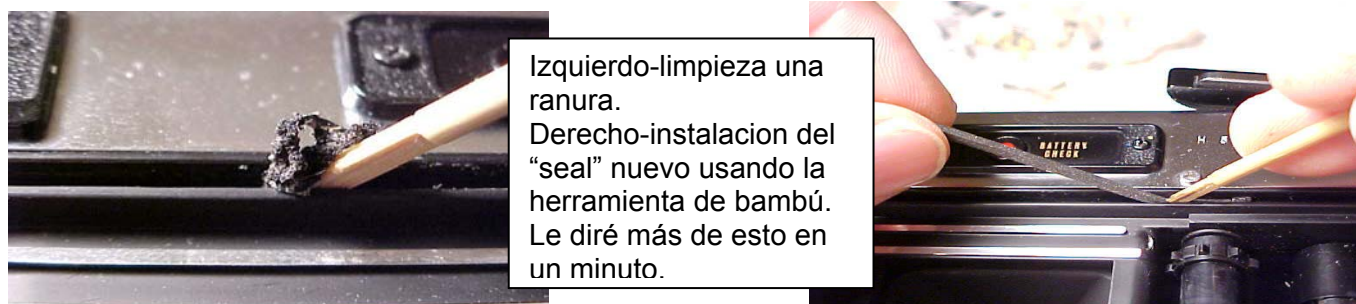 Izquierdo-limpieza una
ranura.
Derecho-instalacion del
“seal” nuevo usando la
herramienta de bambú.
Le diré más de esto en
un minuto.
BATTERY
CHECK
H